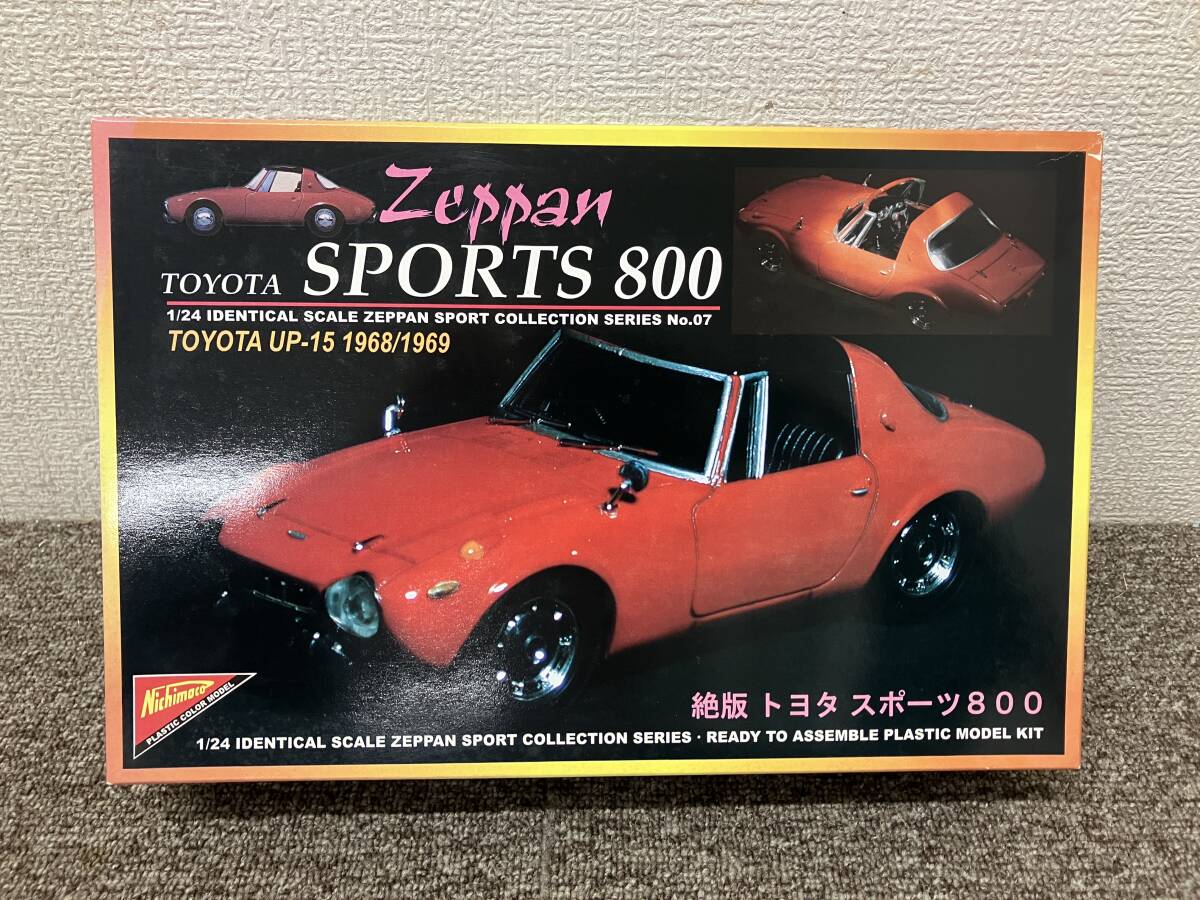 Zeppan
TOYOTA SPORTS 800
1/24 IDENTICAL SCALE ZEPPAN SPORT COLLECTION SERIES No.07
TOYOTA UP-15 1968/1969
Nichimoco
PLASTIC COLOR MODEL
絶版 トヨタ スポーツ800
1/24 IDENTICAL SCALE ZEPPAN SPORT COLLECTION SERIES · READY TO ASSEMBLE PLASTIC MODEL KIT